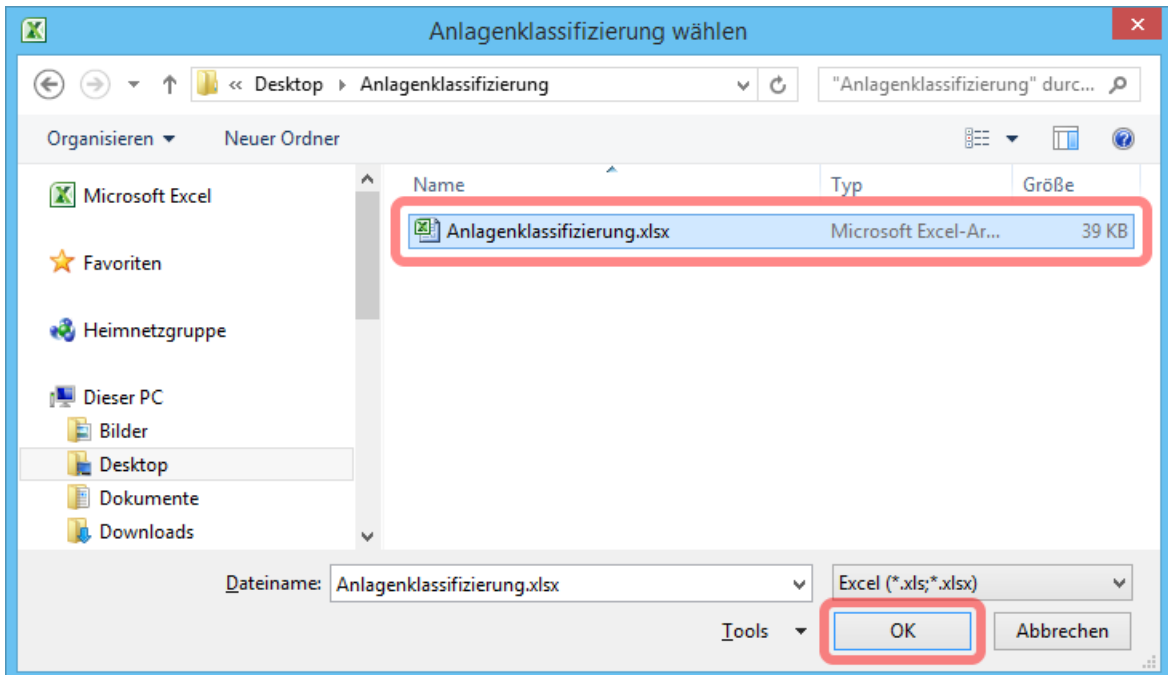 Anlagenklassifizierung wählen
« Desktop Anlagenklassifizierung "Anlagenklassifizierung" durc...
Organisieren Neuer Ordner
Microsoft Excel
Favoriten
Heimnetzgruppe
Dieser PC
Bilder
Desktop
Dokumente
Downloads
Name Typ Größe
Anlagenklassifizierung.xlsx Microsoft Excel-Ar... 39 KB
Dateiname: Anlagenklassifizierung.xlsx Excel (*.xls;*.xlsx)
Tools OK Abbrechen